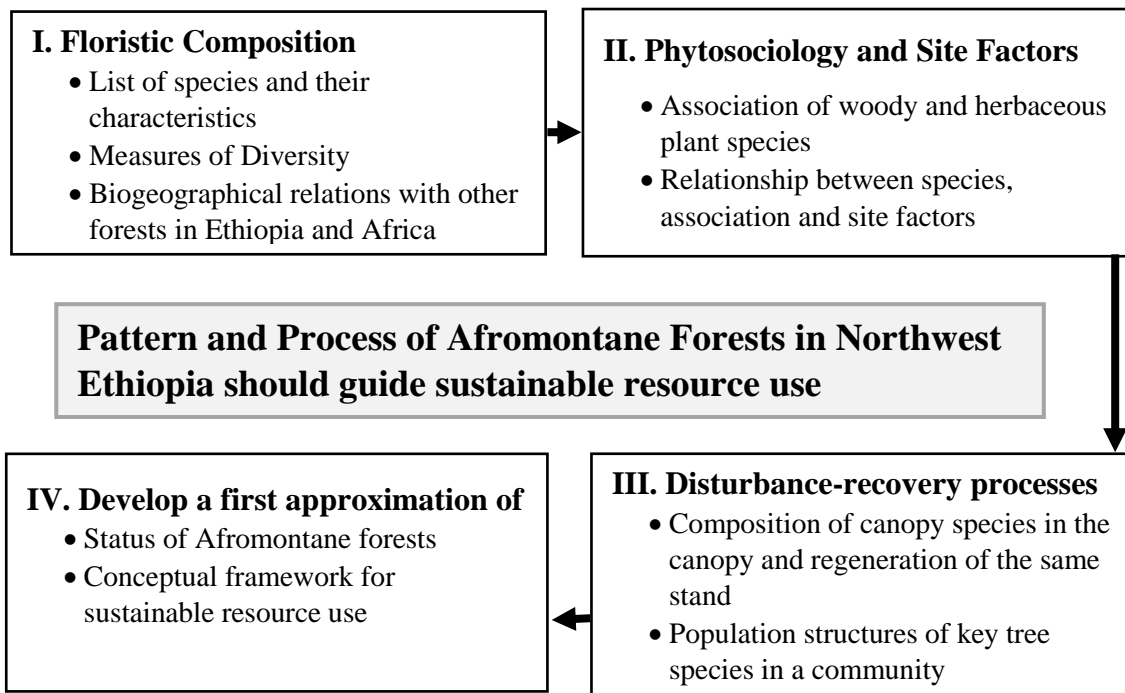 I. Floristic Composition
• List of species and their
characteristics
• Measures of Diversity
• Biogeographical relations with other
forests in Ethiopia and Africa
II. Phytosociology and Site Factors
• Association of woody and herbaceous
plant species
• Relationship between species,
association and site factors
Pattern and Process of Afromontane Forests in Northwest
Ethiopia should guide sustainable resource use
III. Disturbance-recovery processes
• Composition of canopy species in the
canopy and regeneration of the same
stand
• Population structures of key tree
species in a community
IV. Develop a first approximation of
• Status of Afromontane forests
• Conceptual framework for
sustainable resource use